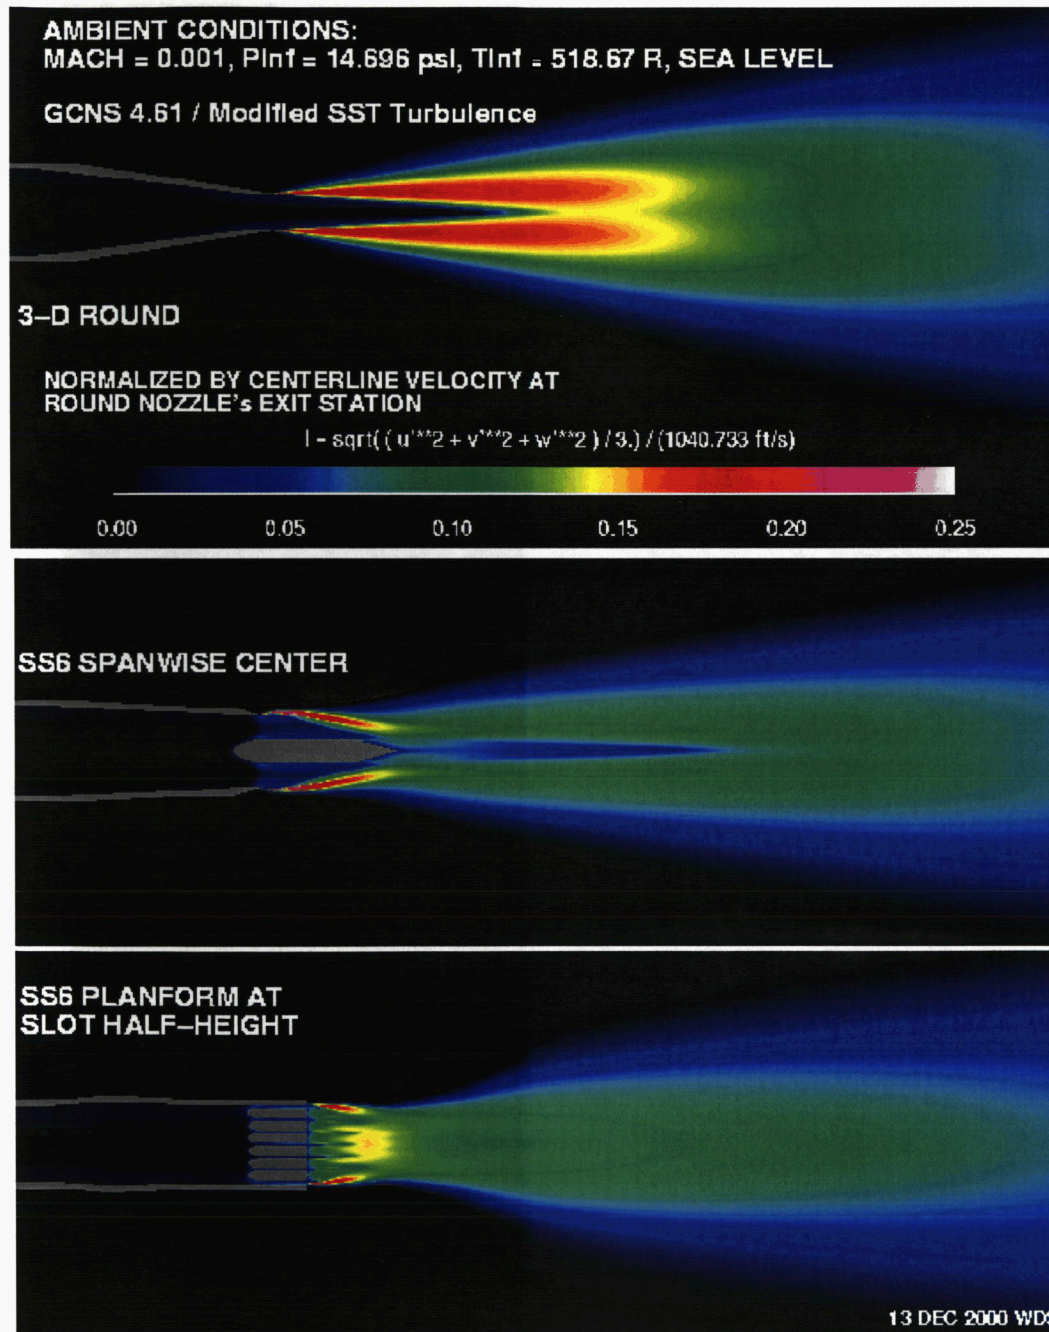 AMBIENT CONDITIONS:
MACH = 0.001, PInf = 14.696 psi, TInf = 518.67 R, SEA LEVEL
GCNS 4.61 / Modified SST Turbulence
3-D ROUND
NORMALIZED BY CENTERLINE VELOCITY AT
ROUND NOZZLE's EXIT STATION
I - sqrt( ( u'**2 + v'**2 + w'**2 ) / 3.) / (1040.733 ft/s)
0.00 0.05 0.10 0.15 0.20 0.25
SS6 SPANWISE CENTER
SS6 PLANFORM AT
SLOT HALF-HEIGHT
13 DEC 2000